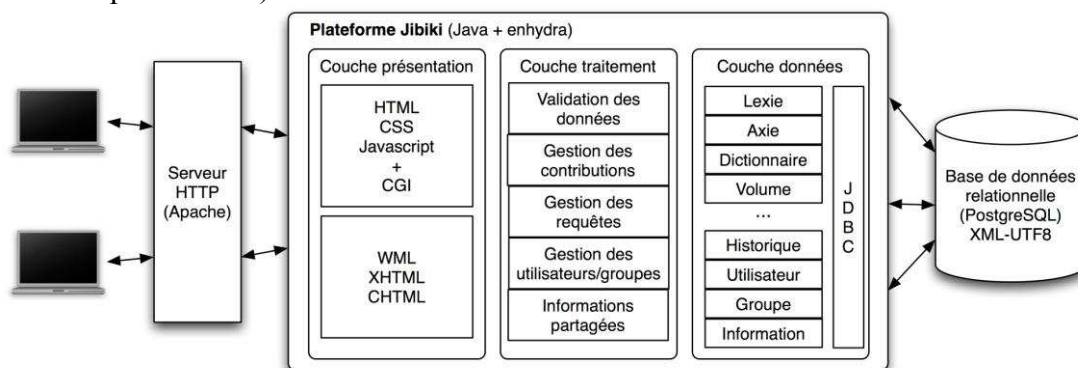 Plateforme Jibiki (Java + enhydra)
Serveur
HTTP
(Apache)
Couche présentation
HTML
CSS
Javascript
+
CGI
WML
XHTML
CHTML
Couche traitement
Validation des
données
Gestion des
contributions
Gestion des
requêtes
Gestion des
utilisateurs/groupes
Informations
partagées
Couche données
Lexie
Axie
Dictionnaire
Volume
...
Historique
Utilisateur
Groupe
Information
J
D
B
C
Base de données
relationnelle
(PostgreSQL)
XML-UTF8